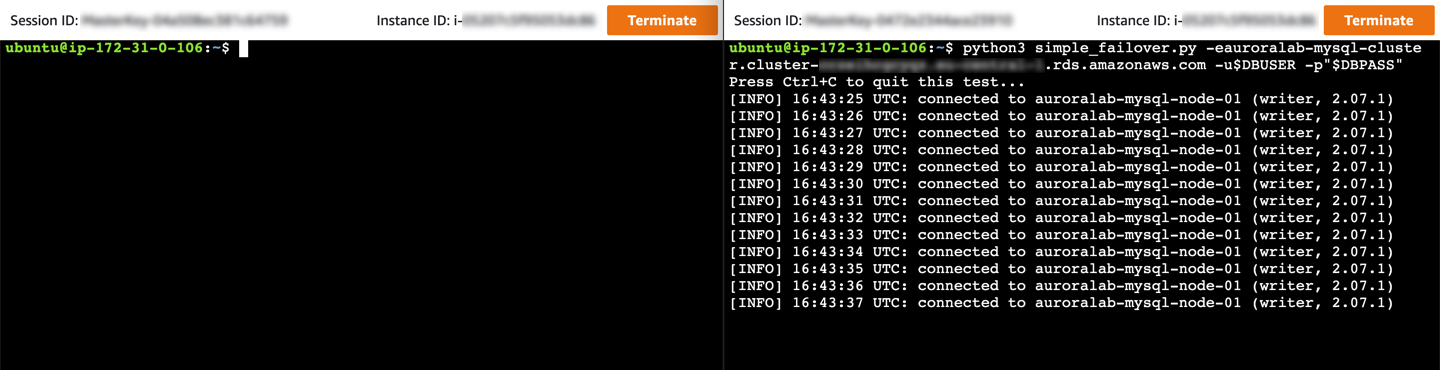 Session ID:
Instance ID: i-
Terminate
ubuntu@ip-172-31-0-106:~$
Session ID:
Instance ID: i-
Terminate
ubuntu@ip-172-31-0-106:~$ python3 simple_failover.py -eauroralab-mysql-cluste
r.cluster- .rds.amazonaws.com -u$DBUSER -p"$DBPASS"
Press Ctrl+C to quit this test...
[INFO] 16:43:25 UTC: connected to auroralab-mysql-node-01 (writer, 2.07.1)
[INFO] 16:43:26 UTC: connected to auroralab-mysql-node-01 (writer, 2.07.1)
[INFO] 16:43:27 UTC: connected to auroralab-mysql-node-01 (writer, 2.07.1)
[INFO] 16:43:28 UTC: connected to auroralab-mysql-node-01 (writer, 2.07.1)
[INFO] 16:43:29 UTC: connected to auroralab-mysql-node-01 (writer, 2.07.1)
[INFO] 16:43:30 UTC: connected to auroralab-mysql-node-01 (writer, 2.07.1)
[INFO] 16:43:31 UTC: connected to auroralab-mysql-node-01 (writer, 2.07.1)
[INFO] 16:43:32 UTC: connected to auroralab-mysql-node-01 (writer, 2.07.1)
[INFO] 16:43:33 UTC: connected to auroralab-mysql-node-01 (writer, 2.07.1)
[INFO] 16:43:34 UTC: connected to auroralab-mysql-node-01 (writer, 2.07.1)
[INFO] 16:43:35 UTC: connected to auroralab-mysql-node-01 (writer, 2.07.1)
[INFO] 16:43:36 UTC: connected to auroralab-mysql-node-01 (writer, 2.07.1)
[INFO] 16:43:37 UTC: connected to auroralab-mysql-node-01 (writer, 2.07.1)